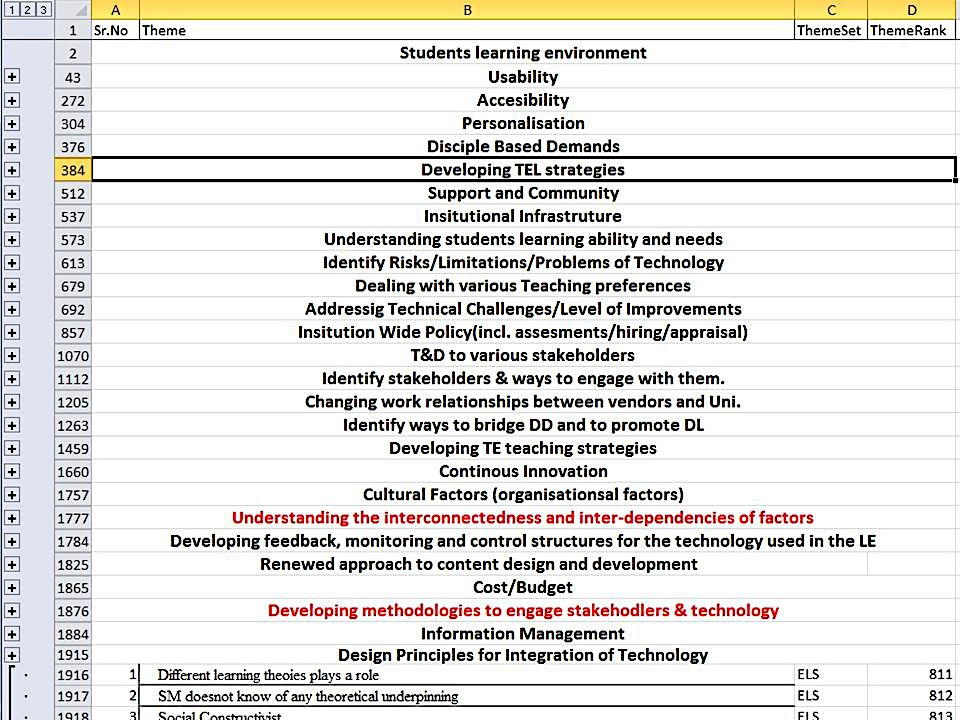 1 2 3 A B C D
1 Sr.No Theme ThemeSet ThemeRank
2 Students learning environment
43 Usability
272 Accesibility
304 Personalisation
376 Disciple Based Demands
384 Developing TEL strategies
512 Support and Community
537 Insitutional Infrastruture
573 Understanding students learning ability and needs
613 Identify Risks/Limitations/Problems of Technology
679 Dealing with various Teaching preferences
692 Addressig Technical Challenges/Level of Improvements
857 Insitution Wide Policy(incl. assesments/hiring/appraisal)
1070 T&D to various stakeholders
1112 Identify stakeholders & ways to engage with them.
1205 Changing work relationships between vendors and Uni.
1263 Identify ways to bridge DD and to promote DL
1459 Developing TE teaching strategies
1660 Continous Innovation
1757 Cultural Factors (organisationsal factors)
1777 Understanding the interconnectedness and inter-dependencies of factors
1784 Developing feedback, monitoring and control structures for the technology used in the LE
1825 Renewed approach to content design and development
1865 Cost/Budget
1876 Developing methodologies to engage stakehodlers & technology
1884 Information Management
1915 Design Principles for Integration of Technology
1916 1 Different learning theoies plays a role ELS 811
1917 2 SM doesnot know of any theoretical underpinning ELS 812
1918 3 Social Constructivist ELS 813